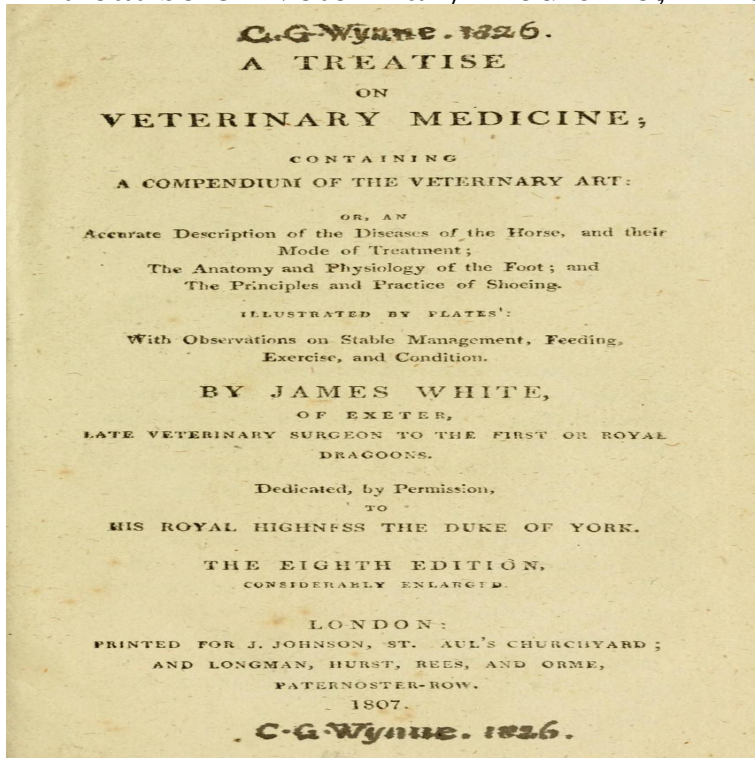 C.G.Wynne. 1826.
A TREATISE
ON
VETERINARY MEDICINE;
CONTAINING
A COMPENDIUM OF THE VETERINARY ART:
OR, AN
Accurate Description of the Diseases of the Horse, and their
Mode of Treatment;
The Anatomy and Physiology of the Foot; and
The Principles and Practice of Shoeing.
ILLUSTRATED BY PLATES:
With Observations on Stable Management, Feeding,
Exercise, and Condition.
BY JAMES WHITE,
OF EXETER,
LATE VETERINARY SURGEON TO THE FIRST OR ROYAL
DRAGOONS.
Dedicated, by Permission,
TO
HIS ROYAL HIGHNESS THE DUKE OF YORK.
THE EIGHTH EDITION,
CONSIDERABLY ENLARGED.
LONDON:
PRINTED FOR J. JOHNSON, ST. AUL'S CHURCHYARD;
AND LONGMAN, HURST, REES, AND ORME,
PATERNOSTER-ROW.
1807.
C.G.Wynne. 1826.